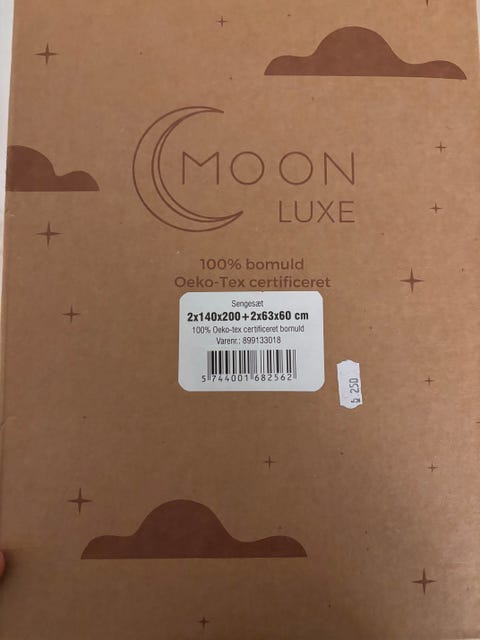 MOON
LUXE
100% bomuld
Oeko-Tex certificeret
Sengesæt
2x140x200+2x63x60 cm
100% Oeko-tex certificeret bomuld
Varenr.: 899133018
5 744001 682562
250